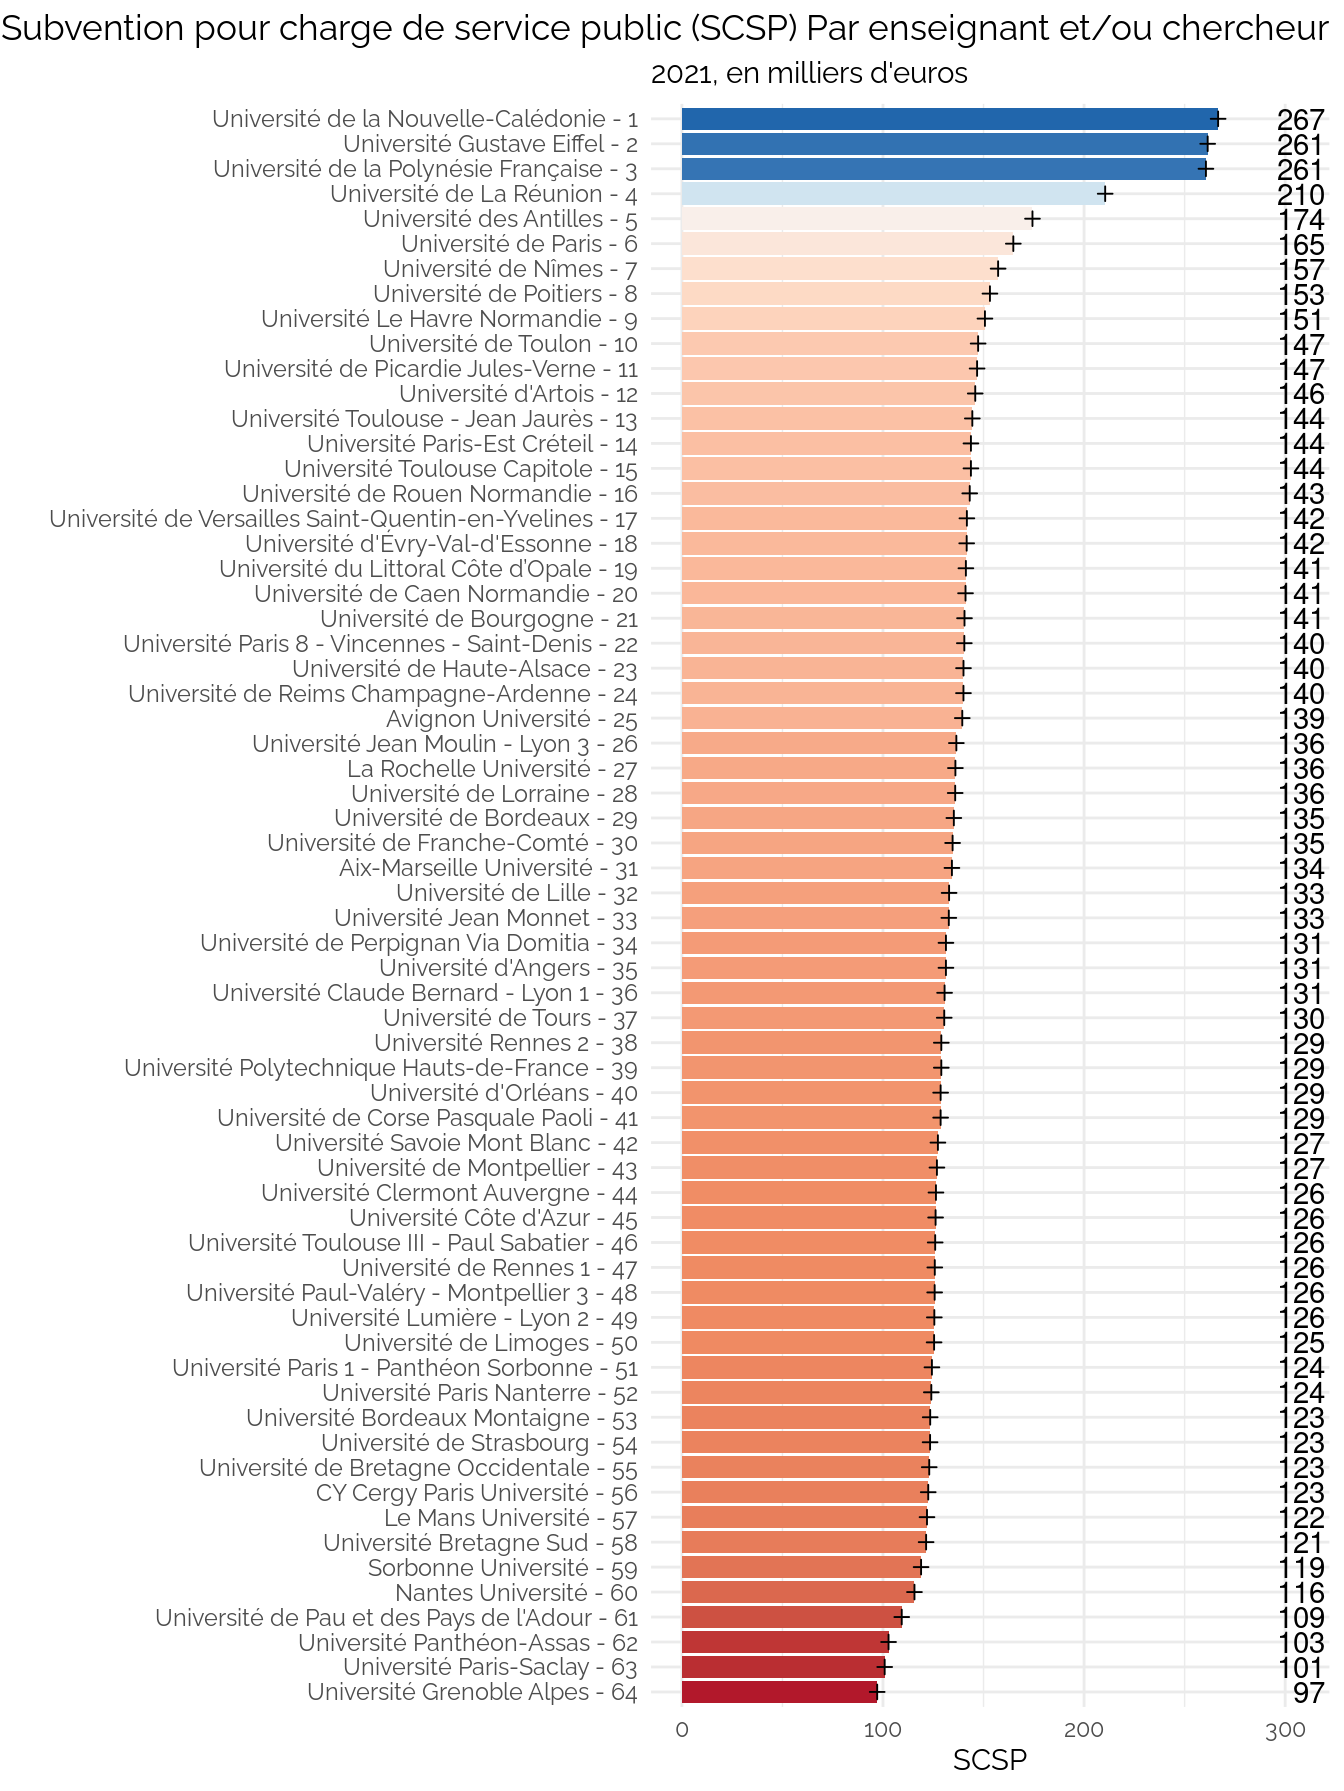 Subvention pour charge de service public (SCSP) Par enseignant et/ou chercheur
2021, en milliers d'euros
Université de la Nouvelle-Calédonie - 1 267
Université Gustave Eiffel - 2 261
Université de la Polynésie Française - 3 261
Université de La Réunion - 4 210
Université des Antilles - 5 174
Université de Paris - 6 165
Université de Nîmes - 7 157
Université de Poitiers - 8 153
Université Le Havre Normandie - 9 151
Université de Toulon - 10 147
Université de Picardie Jules-Verne - 11 147
Université d'Artois - 12 146
Université Toulouse - Jean Jaurès - 13 144
Université Paris-Est Créteil - 14 144
Université Toulouse Capitole - 15 144
Université de Rouen Normandie - 16 143
Université de Versailles Saint-Quentin-en-Yvelines - 17 142
Université d'Évry-Val-d'Essonne - 18 142
Université du Littoral Côte d’Opale - 19 141
Université de Caen Normandie - 20 141
Université de Bourgogne - 21 141
Université Paris 8 - Vincennes - Saint-Denis - 22 140
Université de Haute-Alsace - 23 140
Université de Reims Champagne-Ardenne - 24 140
Avignon Université - 25 139
Université Jean Moulin - Lyon 3 - 26 136
La Rochelle Université - 27 136
Université de Lorraine - 28 136
Université de Bordeaux - 29 135
Université de Franche-Comté - 30 135
Aix-Marseille Université - 31 134
Université de Lille - 32 133
Université Jean Monnet - 33 133
Université de Perpignan Via Domitia - 34 131
Université d'Angers - 35 131
Université Claude Bernard - Lyon 1 - 36 131
Université de Tours - 37 130
Université Rennes 2 - 38 129
Université Polytechnique Hauts-de-France - 39 129
Université d'Orléans - 40 129
Université de Corse Pasquale Paoli - 41 129
Université Savoie Mont Blanc - 42 127
Université de Montpellier - 43 127
Université Clermont Auvergne - 44 126
Université Côte d'Azur - 45 126
Université Toulouse III - Paul Sabatier - 46 126
Université de Rennes 1 - 47 126
Université Paul-Valéry - Montpellier 3 - 48 126
Université Lumière - Lyon 2 - 49 126
Université de Limoges - 50 125
Université Paris 1 - Panthéon Sorbonne - 51 124
Université Paris Nanterre - 52 124
Université Bordeaux Montaigne - 53 123
Université de Strasbourg - 54 123
Université de Bretagne Occidentale - 55 123
CY Cergy Paris Université - 56 123
Le Mans Université - 57 122
Université Bretagne Sud - 58 121
Sorbonne Université - 59 119
Nantes Université - 60 116
Université de Pau et des Pays de l'Adour - 61 109
Université Panthéon-Assas - 62 103
Université Paris-Saclay - 63 101
Université Grenoble Alpes - 64 97
0 100 200 300
SCSP